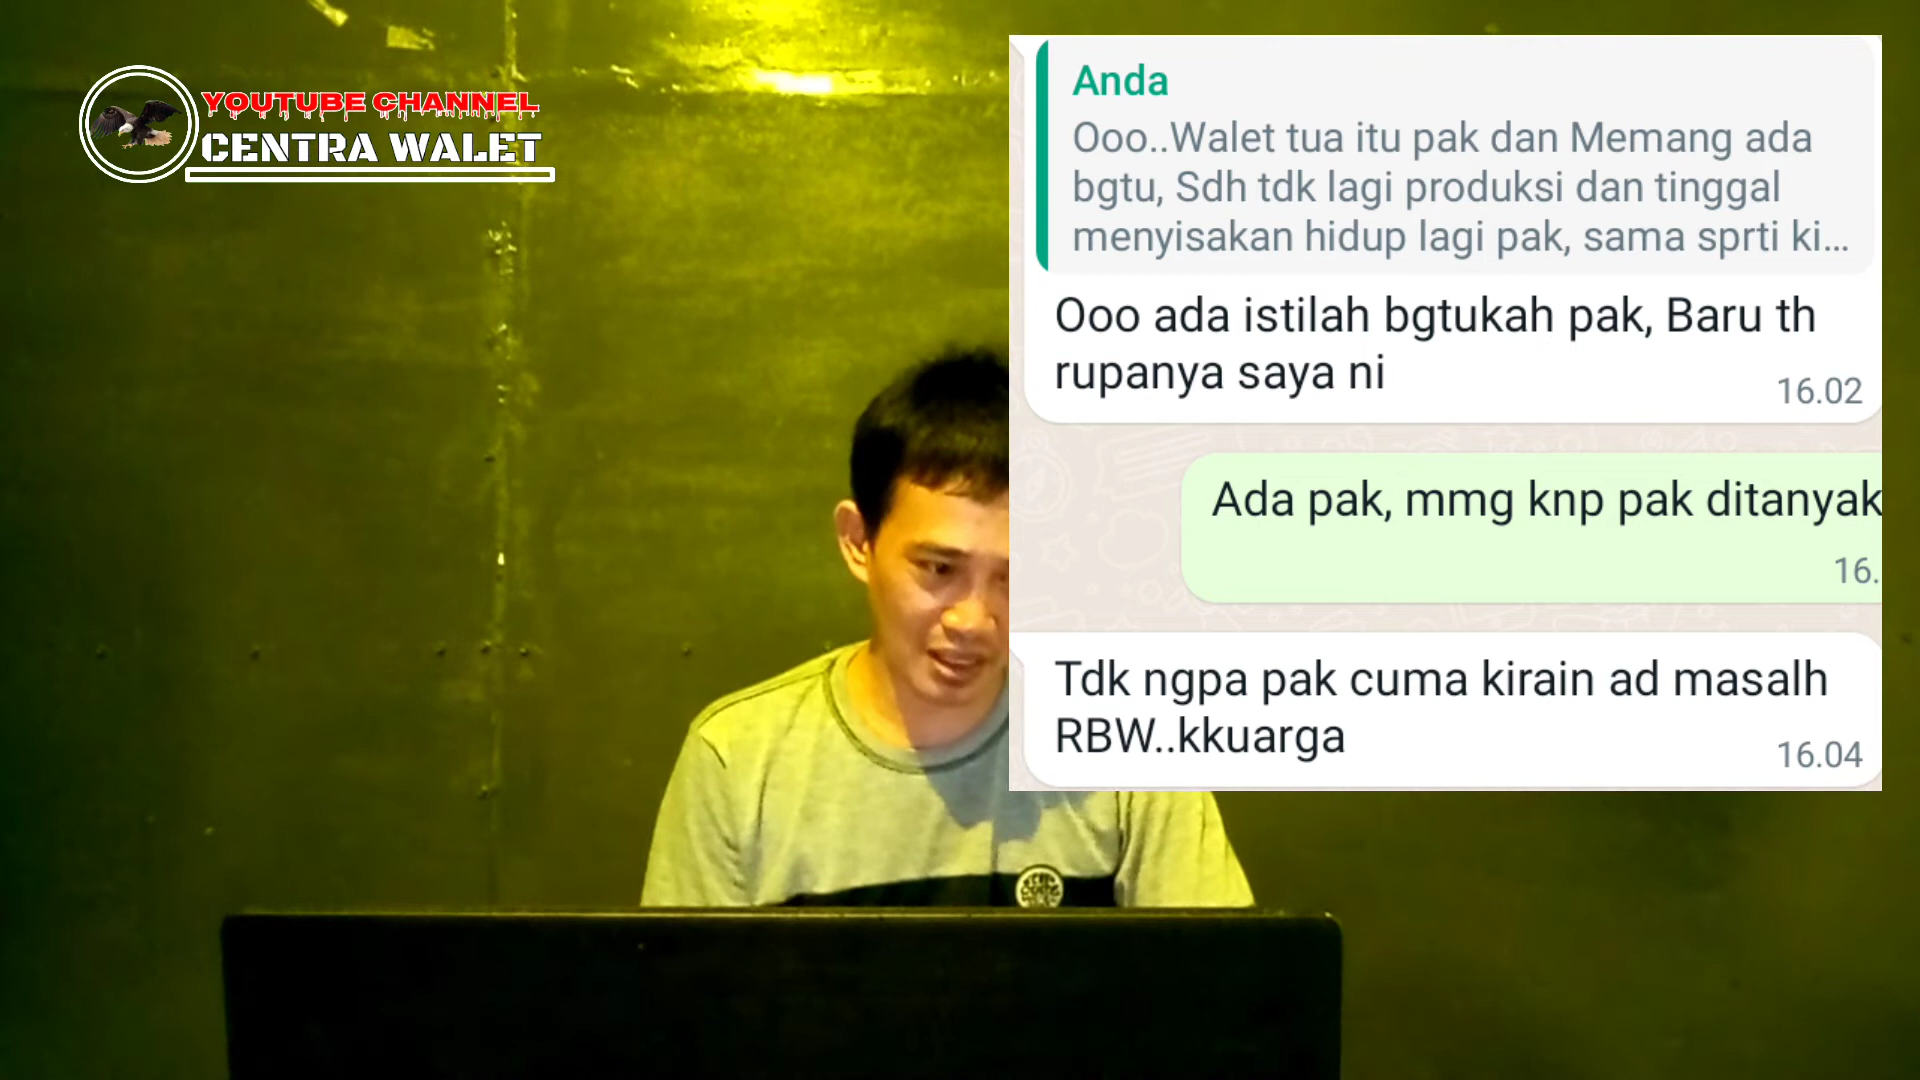 YOUTUBE CHANNEL
CENTRA WALET
Anda
Ooo..Walet tua itu pak dan Memang ada
bgtu, Sdh tdk lagi produksi dan tinggal
menyisakan hidup lagi pak, sama sprti ki...
Ooo ada istilah bgtukah pak, Baru th
rupanya saya ni
16.02
Ada pak, mmg knp pak ditanyak
16.
Tdk ngpa pak cuma kirain ad masalh
RBW..kkuarga
16.04